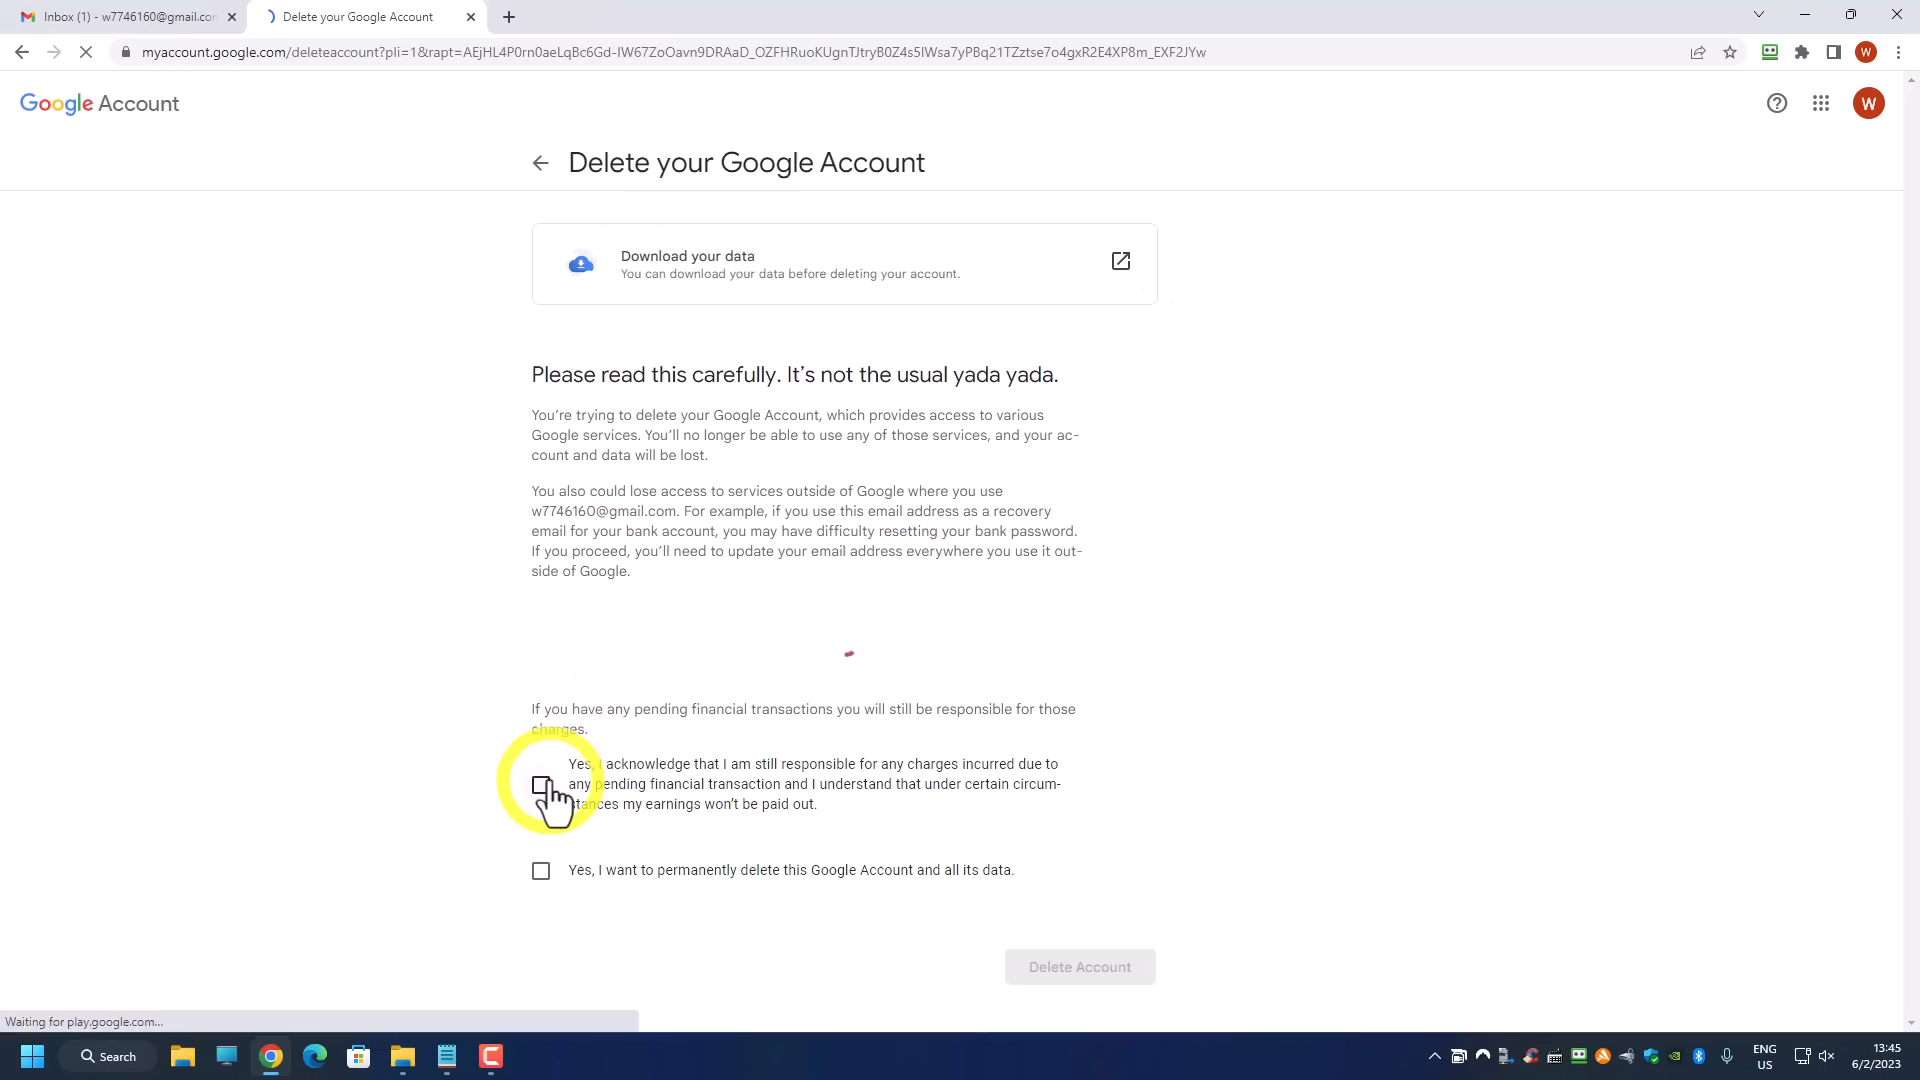 Inbox (1) - w7746160@gmail.con
Delete your Google Account
myaccount.google.com/deleteaccount?pli=1&rapt=AEjHL4P0rn0aeLqBc6Gd-IW67ZoOavn9DRAaD_OZFHRuoKUgnTJtryB0Z4s5IWsa7yPBq21TZztse7o4gxR2E4XP8m_EXF2JYw
W
Google Account
W
Delete your Google Account
Download your data
You can download your data before deleting your account.
Please read this carefully. It's not the usual yada yada.
You're trying to delete your Google Account, which provides access to various
Google services. You'll no longer be able to use any of those services, and your ac-
count and data will be lost.
You also could lose access to services outside of Google where you use
w7746160@gmail.com. For example, if you use this email address as a recovery
email for your bank account, you may have difficulty resetting your bank password.
If you proceed, you'll need to update your email address everywhere you use it out-
side of Google.
If you have any pending financial transactions you will still be responsible for those
charges.
Yes, I acknowledge that I am still responsible for any charges incurred due to
any pending financial transaction and I understand that under certain circum-
stances my earnings won't be paid out.
Yes, I want to permanently delete this Google Account and all its data.
Delete Account
Waiting for play.google.com...
Search
ENG
US
13:45
6/2/2023